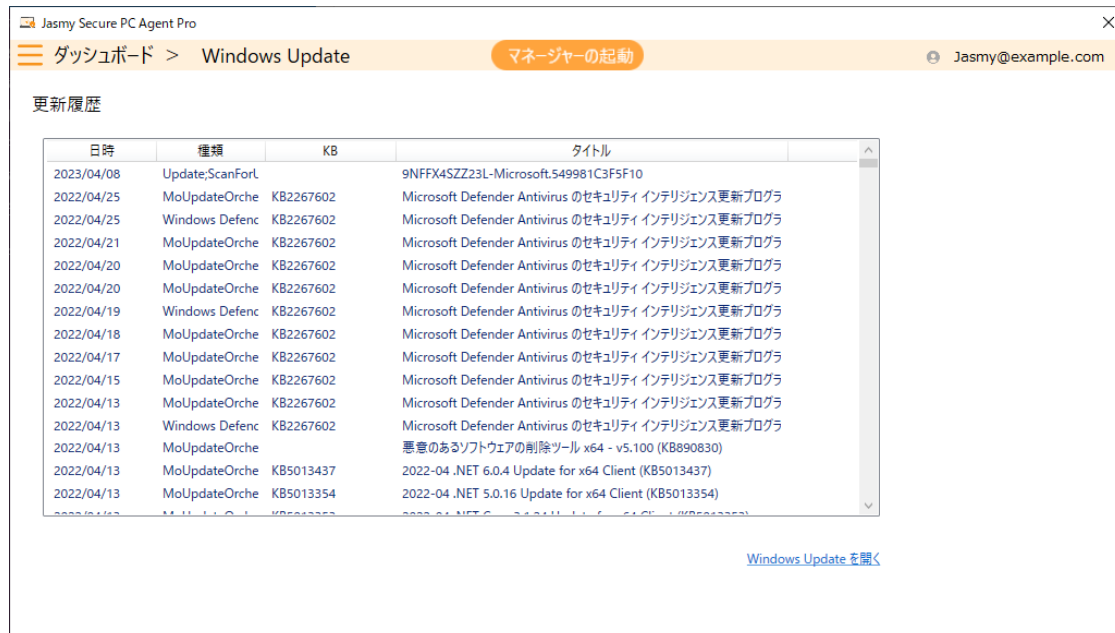 Jasmy Secure PC Agent Pro
ダッシュボード > Windows Update マネージャーの起動 Jasmy@example.com
更新履歴
日時 種類 KB タイトル
2023/04/08 Update;ScanForU 9NFFX4SZZ23L-Microsoft.549981C3F5F10
2022/04/25 MoUpdateOrche KB2267602 Microsoft Defender Antivirus のセキュリティ インテリジェンス更新プログラ
2022/04/25 Windows Defenc KB2267602 Microsoft Defender Antivirus のセキュリティ インテリジェンス更新プログラ
2022/04/21 MoUpdateOrche KB2267602 Microsoft Defender Antivirus のセキュリティ インテリジェンス更新プログラ
2022/04/20 MoUpdateOrche KB2267602 Microsoft Defender Antivirus のセキュリティ インテリジェンス更新プログラ
2022/04/20 MoUpdateOrche KB2267602 Microsoft Defender Antivirus のセキュリティ インテリジェンス更新プログラ
2022/04/19 Windows Defenc KB2267602 Microsoft Defender Antivirus のセキュリティ インテリジェンス更新プログラ
2022/04/18 MoUpdateOrche KB2267602 Microsoft Defender Antivirus のセキュリティ インテリジェンス更新プログラ
2022/04/17 MoUpdateOrche KB2267602 Microsoft Defender Antivirus のセキュリティ インテリジェンス更新プログラ
2022/04/15 MoUpdateOrche KB2267602 Microsoft Defender Antivirus のセキュリティ インテリジェンス更新プログラ
2022/04/13 MoUpdateOrche KB2267602 Microsoft Defender Antivirus のセキュリティ インテリジェンス更新プログラ
2022/04/13 Windows Defenc KB2267602 Microsoft Defender Antivirus のセキュリティ インテリジェンス更新プログラ
2022/04/13 MoUpdateOrche 悪意のあるソフトウェアの削除ツール x64 - v5.100 (KB890830)
2022/04/13 MoUpdateOrche KB5013437 2022-04 .NET 6.0.4 Update for x64 Client (KB5013437)
2022/04/13 MoUpdateOrche KB5013354 2022-04 .NET 5.0.16 Update for x64 Client (KB5013354)
Windows Update を開く